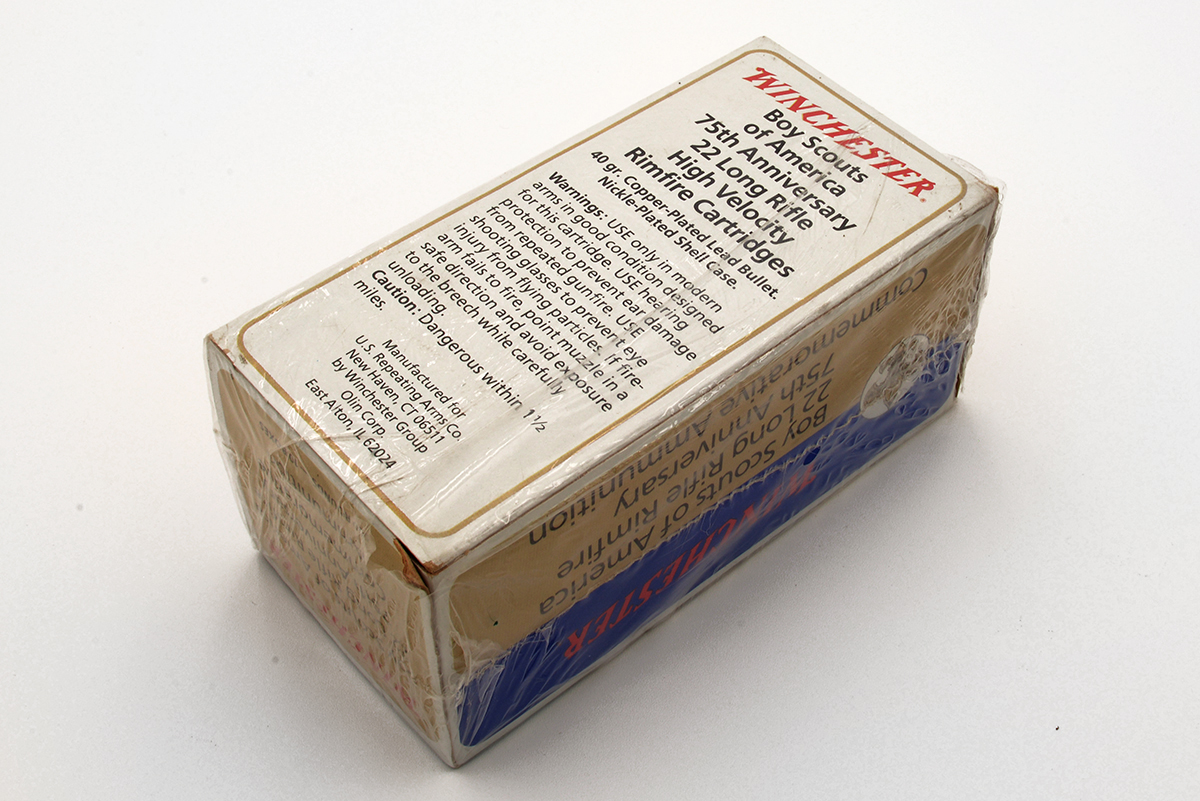 WINCHESTER®
Boy Scouts
of America
75th Anniversary
22 Long Rifle
High Velocity
Rimfire Cartridges
40 gr. Copper-Plated Lead Bullet.
Nickle-Plated Shell Case.
Warnings: USE only in modern
arms in good condition designed
for this cartridge. USE hearing
protection to prevent ear damage
from repeated gunfire. USE
shooting glasses to prevent eye
injury from flying particles. If fire-
arm fails to fire, point muzzle in a
safe direction and avoid exposure
to the breech while carefully
unloading.
Caution: Dangerous within 1½
miles.
Manufactured for
U.S. Repeating Arms Co.
New Haven, CT 06511
by Winchester Group
Olin Corp.
East Alton, IL 62024
WINCHESTER
Boy Scouts of America
22 Long Rifle Rimfire
75th Anniversary
Commemorative Ammunition